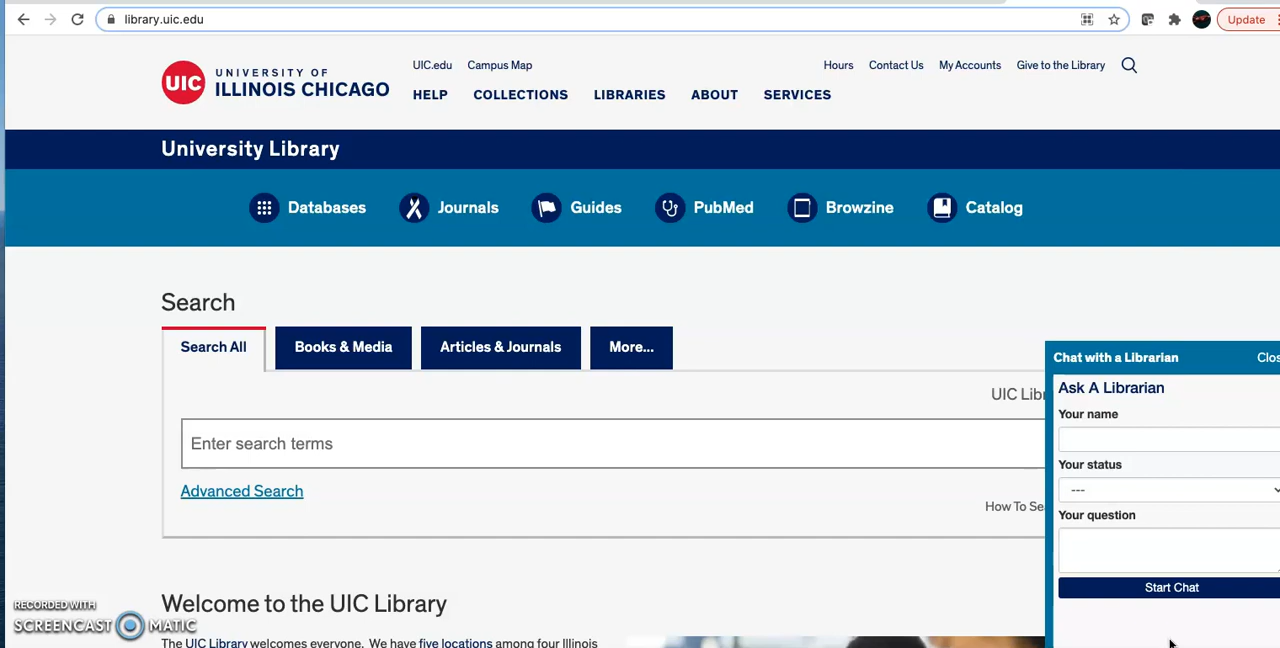 library.uic.edu
Update
UIC
UNIVERSITY OF
ILLINOIS CHICAGO
UIC.edu Campus Map
Hours Contact Us My Accounts Give to the Library
HELP COLLECTIONS LIBRARIES ABOUT SERVICES
University Library
Databases Journals Guides PubMed Browzine Catalog
Search
Search All Books & Media Articles & Journals More...
UIC
Enter search terms
Advanced Search
How To
Chat with a Librarian
Ask A Librarian
Your name
Your status
---
Your question
Start Chat
Welcome to the UIC Library
The UIC Library welcomes everyone. We have five locations among four Illinois
RECORDED WITH
SCREENCAST MATIC